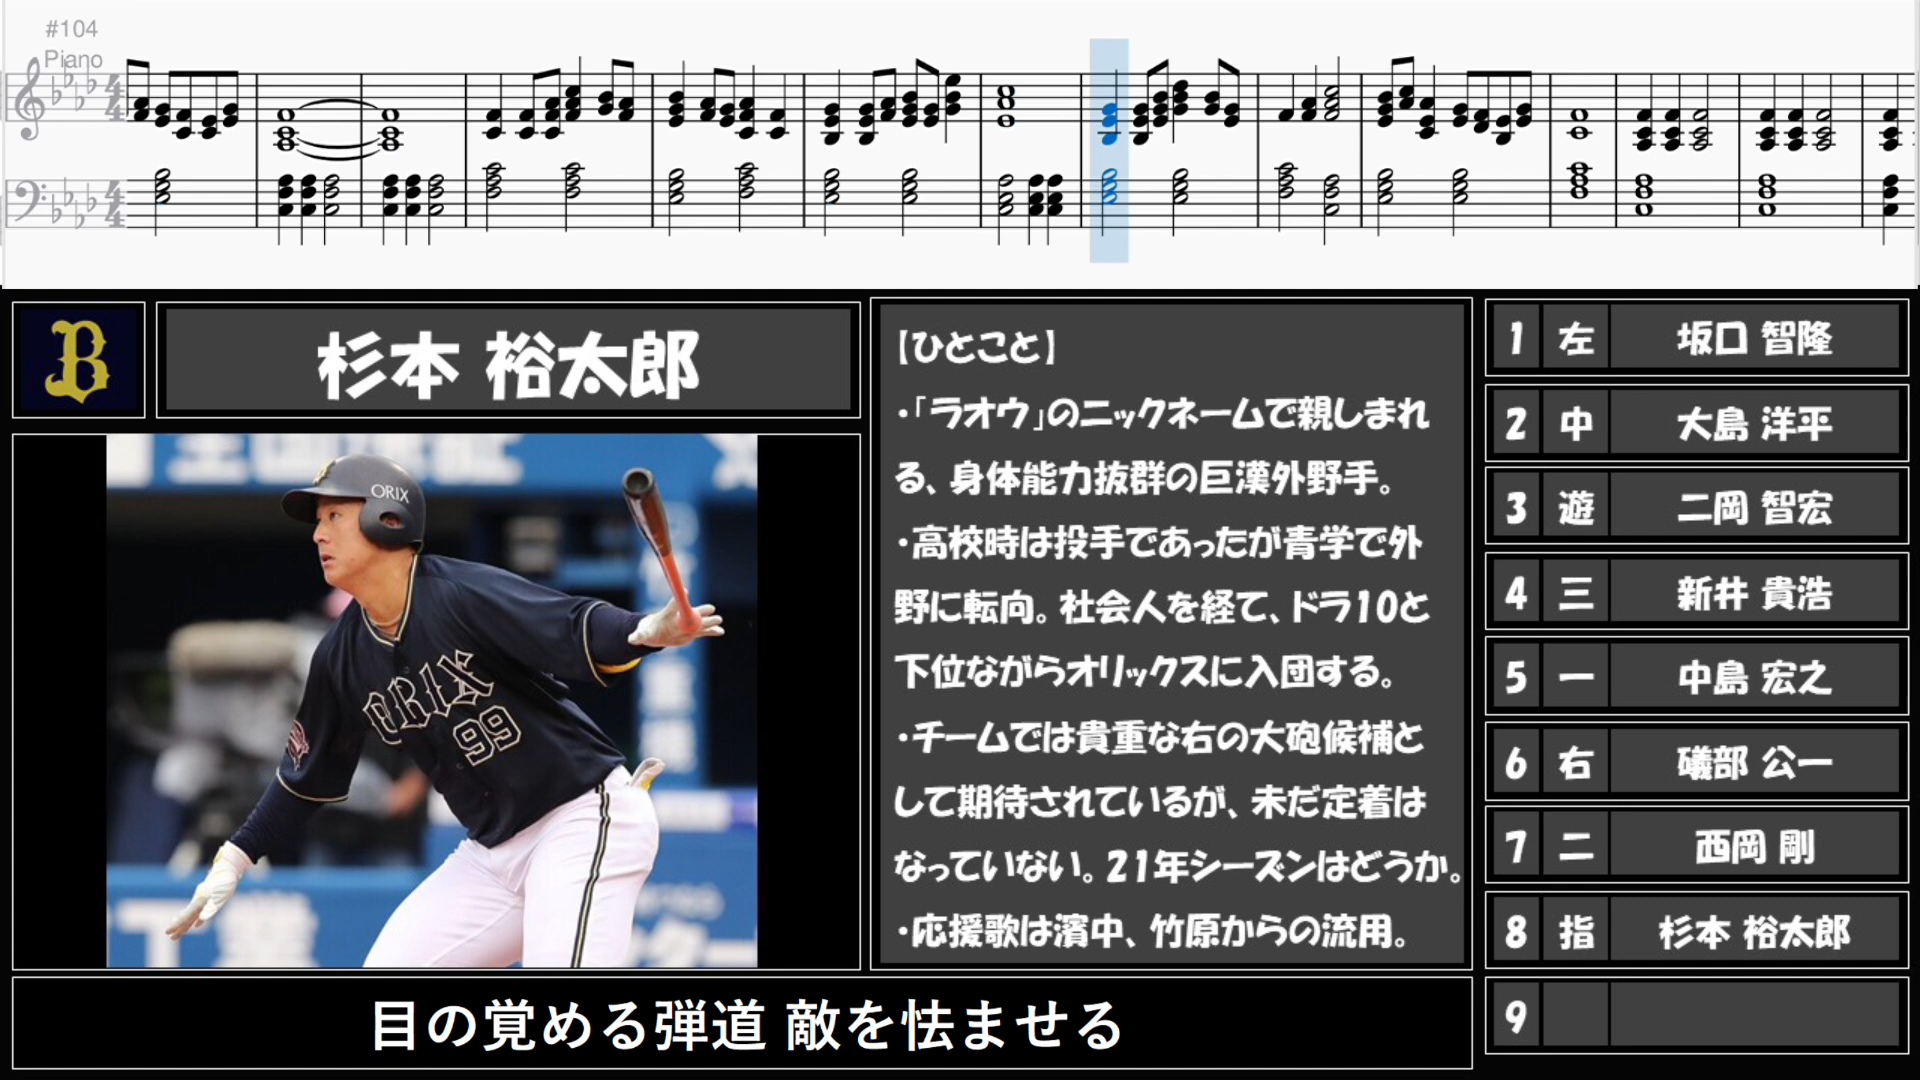 #104
Piano
B
杉本 裕太郎
ORIX
ORIX
99
【ひとこと】
・「ラオウ」のニックネームで親しまれ
る、身体能力抜群の巨漢外野手。
・高校時は投手であったが青学で外
野に転向。社会人を経て、ドラ10と
下位ながらオリックスに入団する。
・チームでは貴重な右の大砲候補と
して期待されているが、未だ定着は
なっていない。21年シーズンはどうか。
・応援歌は濱中、竹原からの流用。
1 左 坂口 智隆
2 中 大島 洋平
3 遊 二岡 智宏
4 三 新井 貴浩
5 一 中島 宏之
6 右 礒部 公一
7 二 西岡 剛
8 指 杉本 裕太郎
9
目の覚める弾道 敵を怯ませる